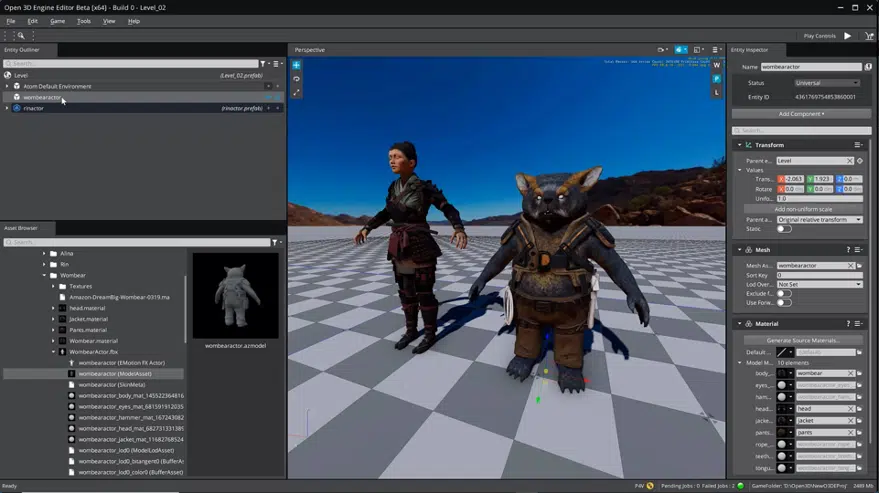 Open 3D Engine Editor Beta [x64] - Build 0 - Level_02
File Edit Game Tools View Help
Play Controls
Entity Outliner
Search...
Level (Level_02.prefab)
Atom Default Environment
wombearactor
rinactor (rinactor.prefab)
Asset Browser
Search...
Alina
Rin
Wombear
Textures
Amazon-DreamBig-Wombear-0319.ma
head.material
Jacket.material
Pants.material
Wombear.material
WombearActor.fbx
wombearactor (EMotion FX Actor)
wombearactor (ModelAsset)
wombearactor (SkinMeta)
wombearactor_body_mat_145522364816
wombearactor_eyes_mat_681591912035
wombearactor_hammer_mat_167243082
wombearactor_head_mat_682731331389
wombearactor_jacket_mat_11682768524
wombearactor_lod0 (ModelLodAsset)
wombearactor_lod0_bitangent0 (BufferAs
wombearactor_lod0_color0 (BufferAsset)
wombearactor.azmodel
Perspective
W
P
L
Entity Inspector
Name wombearactor
Status Universal
Entity ID 4361769754853860001
Add Component
Search...
Transform
Parent e... Level
Values
Trans... X -2.063 Y 1.923 Z 0.0
Rotate X 0.0 Y 0.0 Z 0.0
Unifo... 1.0
Add non-uniform scale
Parent a... Original relative transform
Static
Mesh
Mesh As... wombearactor
Sort Key 0
Lod Over... Not Set
Exclude f...
Use Forw...
Material
Generate Source Materials...
Default...
Model M... 10 elements
body_... wombear
eyes_...
ham...
head... head
jacke... jacket
pants... pants
rope_...
teeth...
tongu...
Ready
P4V Pending Jobs : 0 Failed Jobs : 2 GameFolder: 'D:\Open3D\NewO3DEProj' 2480 Mb